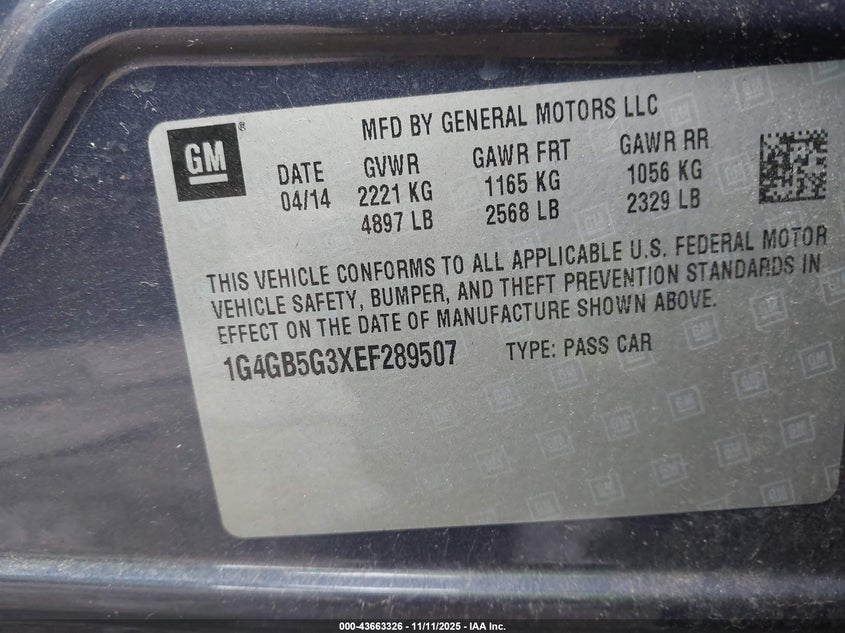 GM ®
MFD BY GENERAL MOTORS LLC
DATE GVWR GAWR FRT GAWR RR
04/14 2221 KG 1165 KG 1056 KG
4897 LB 2568 LB 2329 LB
THIS VEHICLE CONFORMS TO ALL APPLICABLE U.S. FEDERAL MOTOR
VEHICLE SAFETY, BUMPER, AND THEFT PREVENTION STANDARDS IN
EFFECT ON THE DATE OF MANUFACTURE SHOWN ABOVE.
1G4GB5G3XEF289507 TYPE: PASS CAR
000-43663326 - 11/11/2025 - IAA Inc.